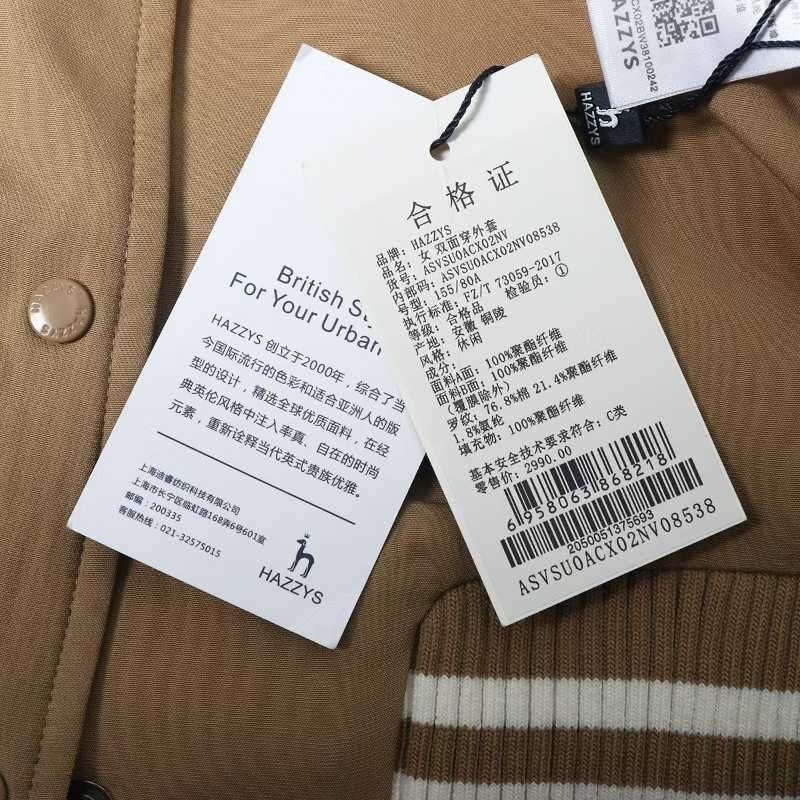 British
For Your Urban
HAZZYS 创立于2000年，综合了当
今国际流行的色彩和适合亚洲人的版
型的设计，精选全球优质面料，在经
典英伦风格中注入率真、自在的时尚
元素，重新诠释当代英式贵族优雅。
上海迪睿纺织科技有限公司
上海市长宁区临虹路168弄6号601室
邮编：200335
客服热线：021-32575015
HAZZYS
合格证
品牌：HAZZYS
品名：女 双面穿外套
货号：ASVSU0ACX02NV
内部码：ASVSU0ACX02NV08538
号型：155/80A
执行标准：FZ/T 73059-2017
等级：合格品 检验员：①
产地：安徽 铜陵
风格：休闲
成分：
面料A面：100%聚酯纤维
面料B面：100%聚酯纤维
(覆膜除外)
罗纹：76.8%棉 21.4%聚酯纤维
1.8%氨纶
填充物：100%聚酯纤维
基本安全技术要求符合：C类
零售价：2990.00
6958063868218
2050051375693
ASVSU0ACX02NV08538
HAZZYS
CX02BW38100242
HAZZYS
HAZZYS